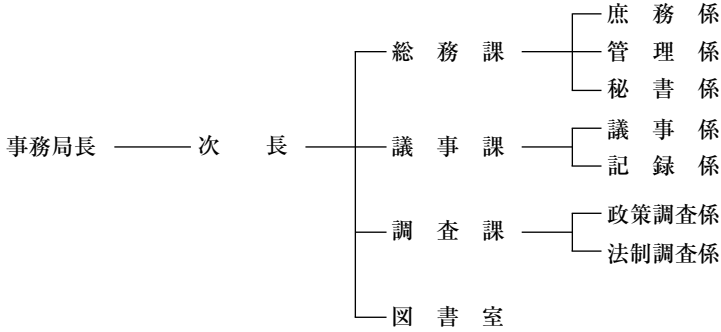 事務局長
次長
総務課
庶務係
管理係
秘書係
議事課
議事係
記録係
調査課
政策調査係
法制調査係
図書室